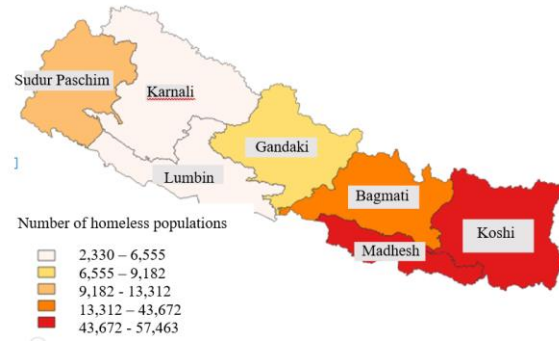 Sudur Paschim
Karnali
Gandaki
]
Lumbin
Bagmati
Koshi
Madhesh
Number of homeless populations
2,330 – 6,555
6,555 – 9,182
9,182 - 13,312
13,312 – 43,672
43,672 - 57,463